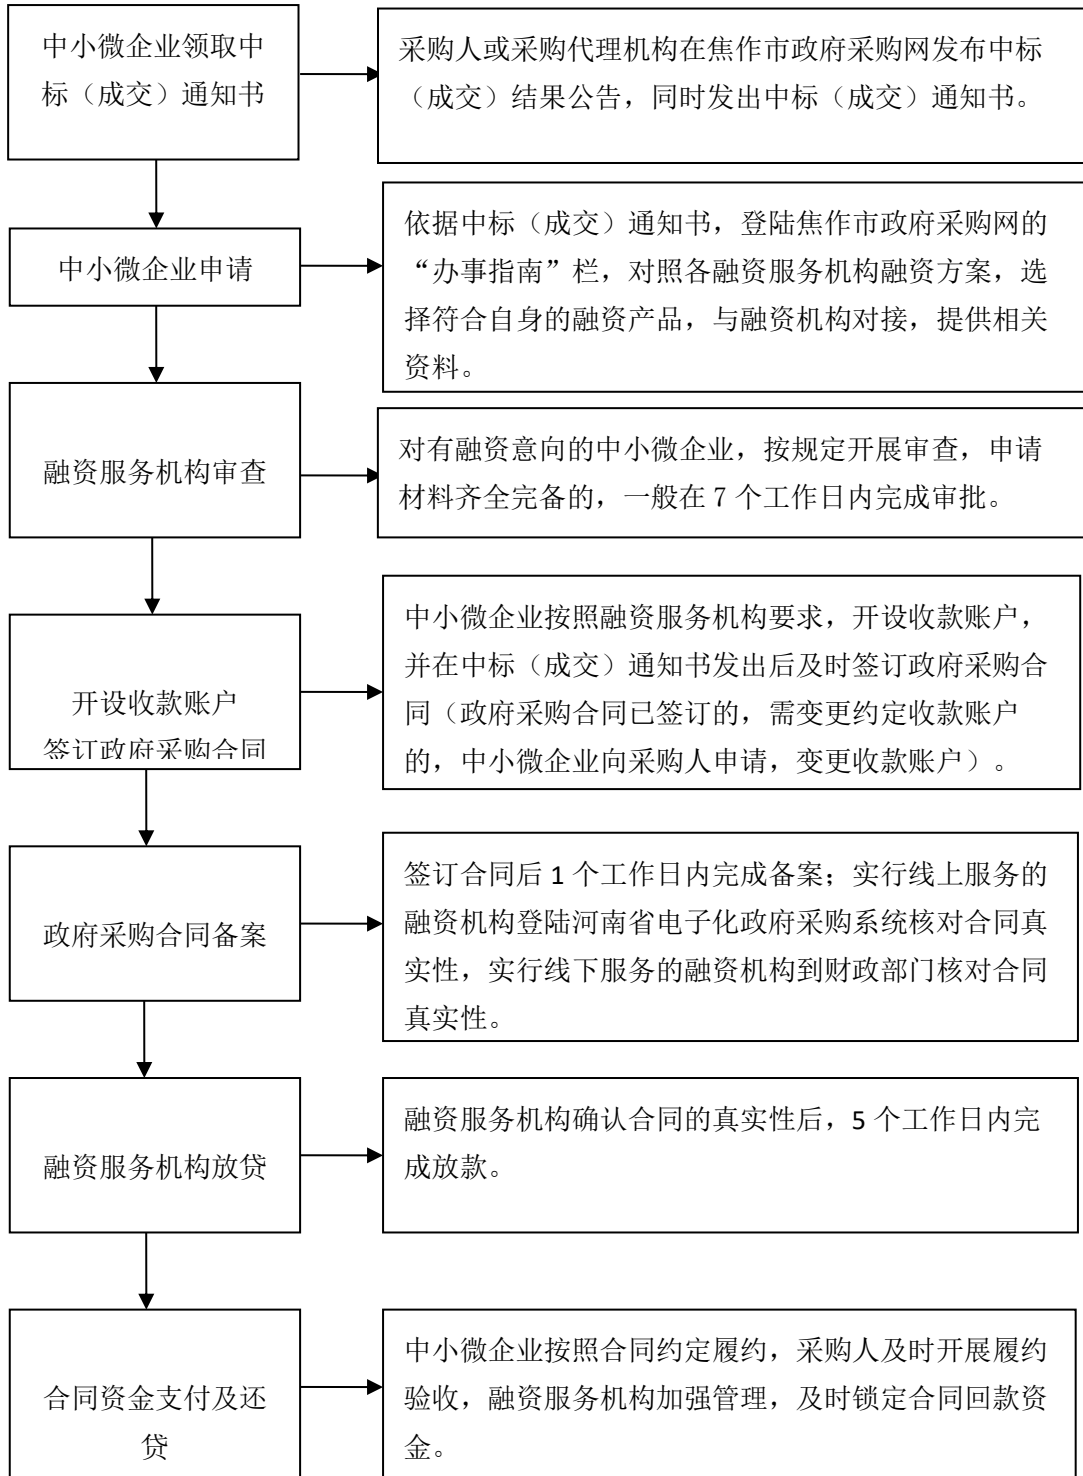 中小微企业领取中
标（成交）通知书
采购人或采购代理机构在焦作市政府采购网发布中标
（成交）结果公告，同时发出中标（成交）通知书。
中小微企业申请
依据中标（成交）通知书，登陆焦作市政府采购网的
“办事指南”栏，对照各融资服务机构融资方案，选
择符合自身的融资产品，与融资机构对接，提供相关
资料。
融资服务机构审查
对有融资意向的中小微企业，按规定开展审查，申请
材料齐全完备的，一般在 7 个工作日内完成审批。
开设收款账户
签订政府采购合同
中小微企业按照融资服务机构要求，开设收款账户，
并在中标（成交）通知书发出后及时签订政府采购合
同（政府采购合同已签订的，需变更约定收款账户
的，中小微企业向采购人申请，变更收款账户）。
政府采购合同备案
签订合同后 1 个工作日内完成备案；实行线上服务的
融资机构登陆河南省电子化政府采购系统核对合同真
实性，实行线下服务的融资机构到财政部门核对合同
真实性。
融资服务机构放贷
融资服务机构确认合同的真实性后，5 个工作日内完
成放款。
合同资金支付及还
贷
中小微企业按照合同约定履约，采购人及时开展履约
验收，融资服务机构加强管理，及时锁定合同回款资
金。